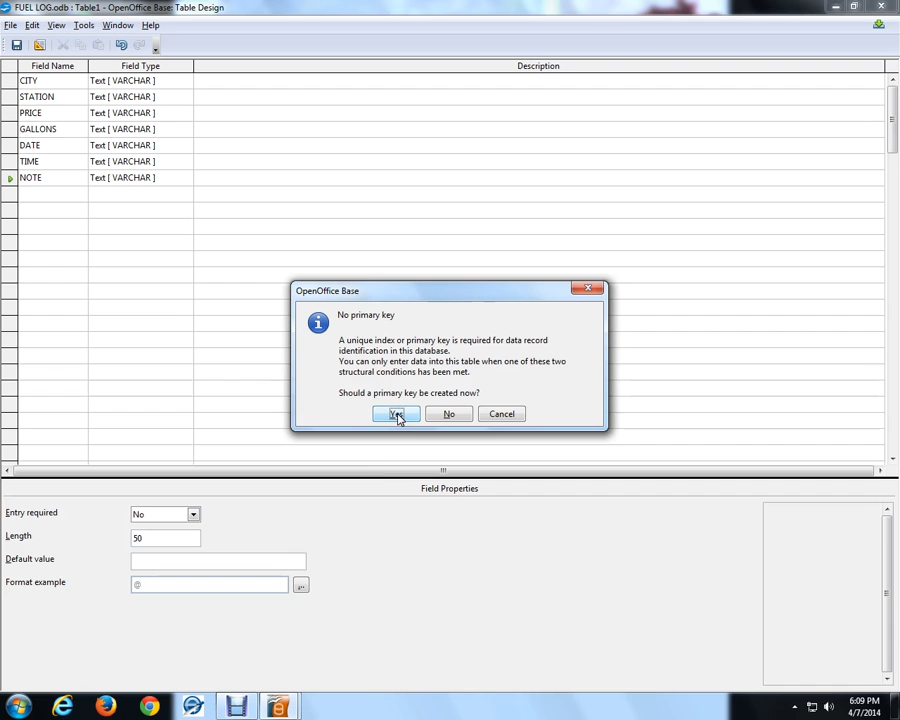 FUEL LOG.odb : Table1 - OpenOffice Base: Table Design
File Edit View Tools Window Help
Field Name Field Type Description
CITY Text [ VARCHAR ]
STATION Text [ VARCHAR ]
PRICE Text [ VARCHAR ]
GALLONS Text [ VARCHAR ]
DATE Text [ VARCHAR ]
TIME Text [ VARCHAR ]
NOTE Text [ VARCHAR ]
OpenOffice Base
No primary key
A unique index or primary key is required for data record
identification in this database.
You can only enter data into this table when one of these two
structural conditions has been met.
Should a primary key be created now?
Yes No Cancel
Field Properties
Entry required No
Length 50
Default value
Format example @
...
6:09 PM
4/7/2014